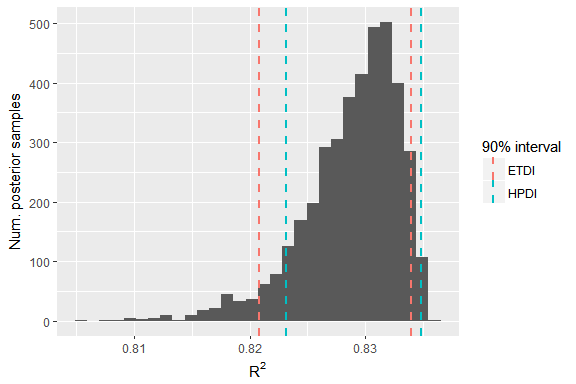 500
400
300
200
100
0
Num. posterior samples
0.81
0.82
0.83
R²
90% interval
ETDI
HPDI